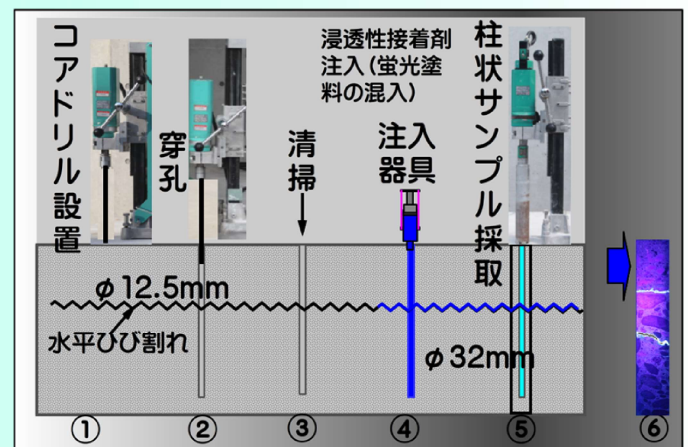 コアドリル設置
穿孔
清掃
浸透性接着剤
注入（蛍光塗
料の混入）
注入
器具
柱状サンプル採取
φ12.5mm
水平ひび割れ
φ32mm
①
②
③
④
⑤
⑥